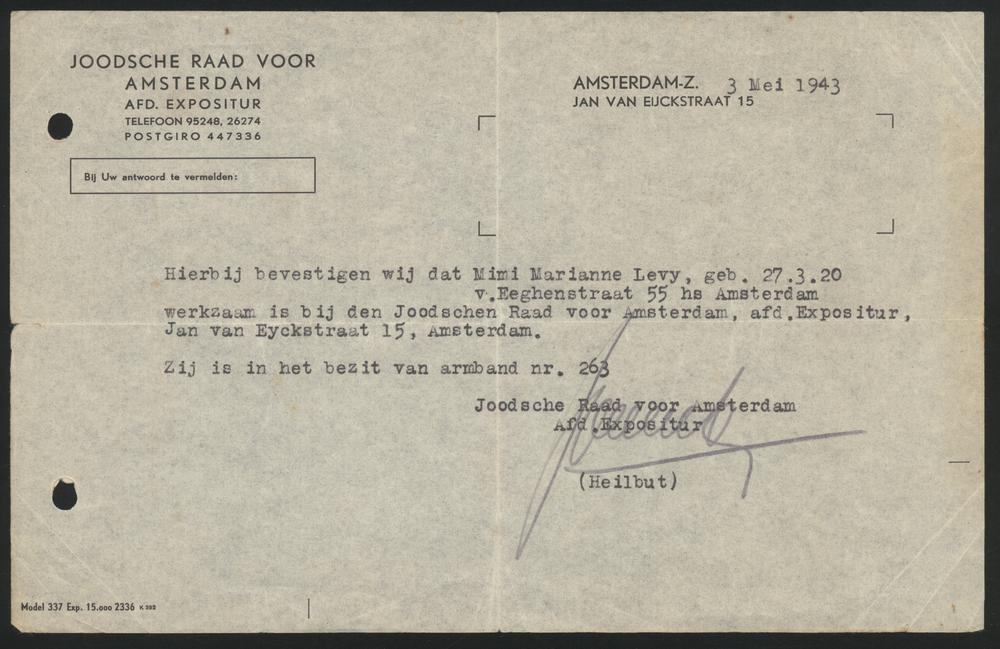 JOODSCHE RAAD VOOR
AMSTERDAM
AFD. EXPOSITUR
TELEFOON 95248, 26274
POSTGIRO 447336
Bij Uw antwoord te vermelden:
AMSTERDAM-Z. 3 Mei 1943
JAN VAN EIJCKSTRAAT 15
Hierbij bevestigen wij dat Mimi Marianne Levy, geb. 27.3.20
v.Eeghenstraat 55 hs Amsterdam
werkzaam is bij den Joodschen Raad voor Amsterdam, afd.Expositur,
Jan van Eyckstraat 15, Amsterdam.
Zij is in het bezit van armband nr. 263
Joodsche Raad voor Amsterdam
Afd.Expositur
(Heilbut)
Model 337 Exp. 15.000 2336 K 392